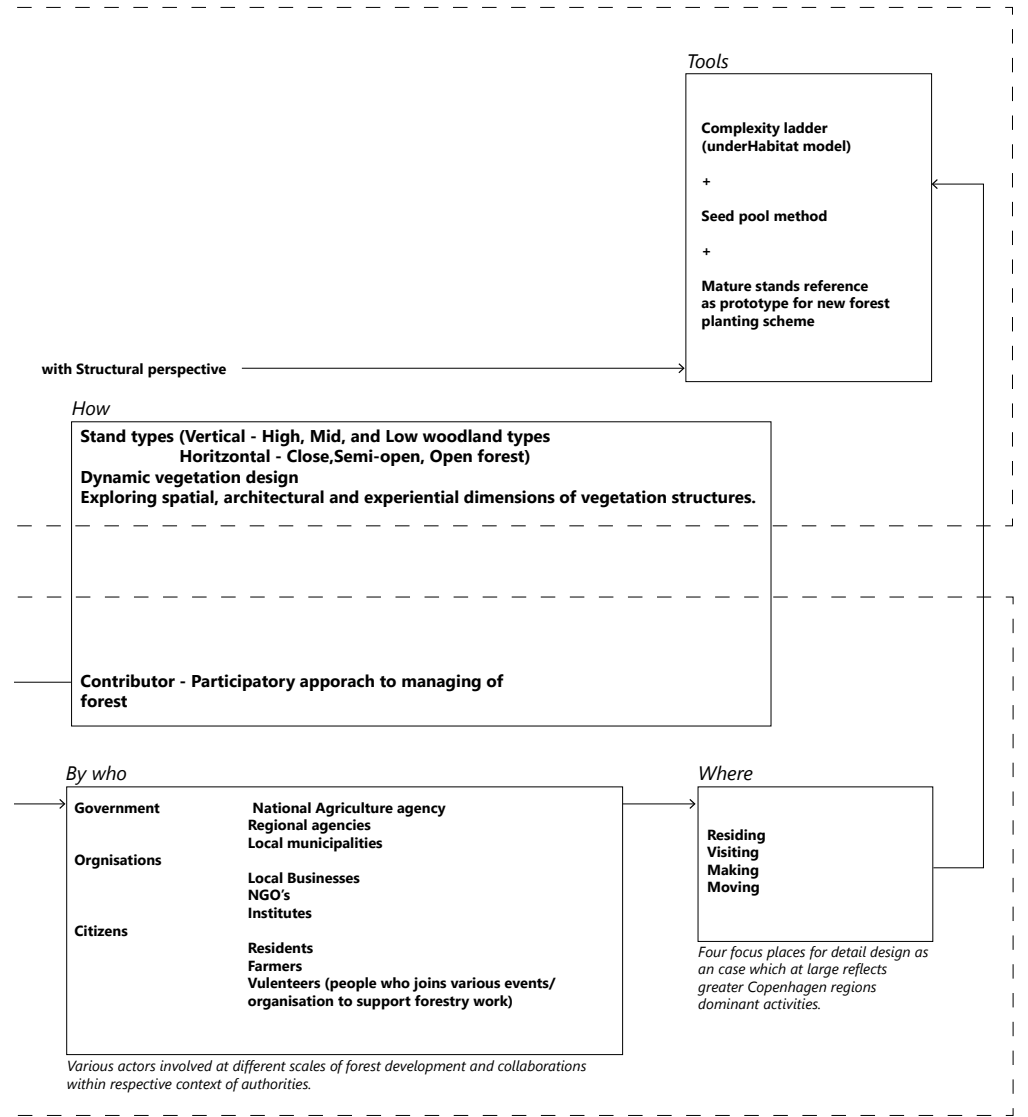 Tools
Complexity ladder
(underHabitat model)
+
Seed pool method
+
Mature stands reference
as prototype for new forest
planting scheme
with Structural perspective
How
Stand types (Vertical - High, Mid, and Low woodland types
Horitzontal - Close,Semi-open, Open forest)
Dynamic vegetation design
Exploring spatial, architectural and experiential dimensions of vegetation structures.
Contributor - Participatory apporach to managing of
forest
By who
Government National Agriculture agency
Regional agencies
Local municipalities
Orgnisations
Local Businesses
NGO's
Institutes
Citizens
Residents
Farmers
Vulenteers (people who joins various events/
organisation to support forestry work)
Various actors involved at different scales of forest development and collaborations
within respective context of authorities.
Where
Residing
Visiting
Making
Moving
Four focus places for detail design as
an case which at large reflects
greater Copenhagen regions
dominant activities.